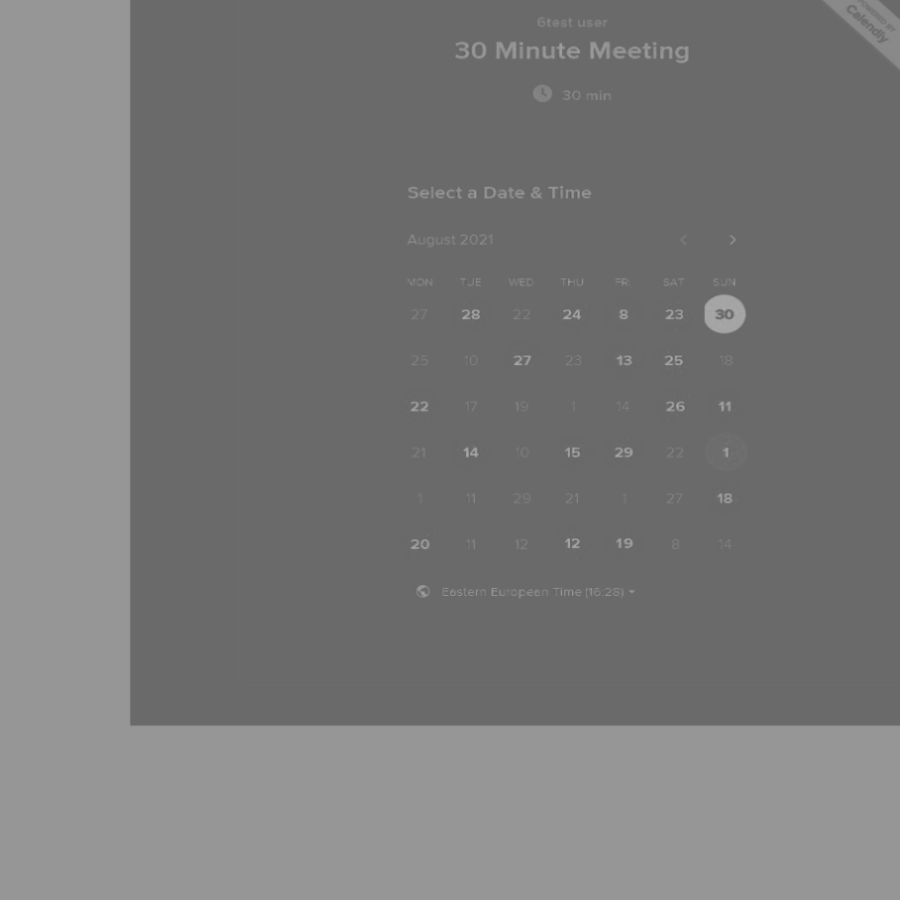 POWERED BY
Calendly
6test user
30 Minute Meeting
30 min
Select a Date & Time
August 2021
MON TUE WED THU FRI SAT SUN
27 28 22 24 8 23 30
25 10 27 23 13 25 18
22 17 19 1 14 26 11
21 14 10 15 29 22 1
1 11 29 21 1 27 18
20 11 12 12 19 8 14
Eastern European Time (16:28)